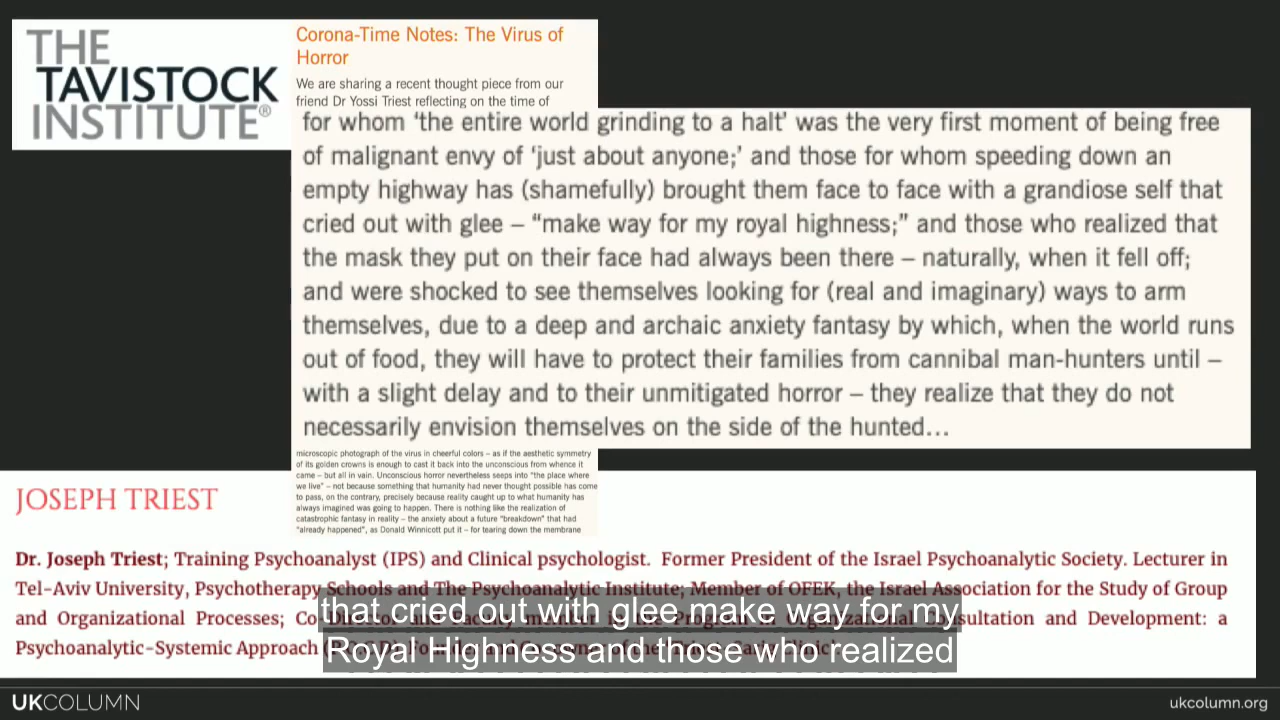 THE
TAVISTOCK
INSTITUTE®
Corona-Time Notes: The Virus of
Horror
We are sharing a recent thought piece from our
friend Dr Yossi Triest reflecting on the time of
for whom ‘the entire world grinding to a halt’ was the very first moment of being free
of malignant envy of ‘just about anyone;’ and those for whom speeding down an
empty highway has (shamefully) brought them face to face with a grandiose self that
cried out with glee – “make way for my royal highness;” and those who realized that
the mask they put on their face had always been there – naturally, when it fell off;
and were shocked to see themselves looking for (real and imaginary) ways to arm
themselves, due to a deep and archaic anxiety fantasy by which, when the world runs
out of food, they will have to protect their families from cannibal man-hunters until –
with a slight delay and to their unmitigated horror – they realize that they do not
necessarily envision themselves on the side of the hunted...
microscopic photograph of the virus in cheerful colors – as if the aesthetic symmetry
of its golden crowns is enough to cast it back into the unconscious from whence it
came – but all in vain. Unconscious horror nevertheless seeps into “the place where
we live” – not because something that humanity had never thought possible has come
to pass, on the contrary, precisely because reality caught up to what humanity has
always imagined was going to happen. There is nothing like the realization of
catastrophic fantasy in reality – the anxiety about a future “breakdown” that had
“already happened”, as Donald Winnicott put it – for tearing down the membrane
JOSEPH TRIEST
Dr. Joseph Triest; Training Psychoanalyst (IPS) and Clinical psychologist. Former President of the Israel Psychoanalytic Society. Lecturer in
Tel-Aviv University, Psychotherapy Schools and The Psychoanalytic Institute; Member of OFEK, the Israel Association for the Study of Group
and Organizational Processes; and Development: a
Psychoanalytic-Systemic Approach
that cried out with glee make way for my
Royal Highness and those who realized
UKCOLUMN
ukcolumn.org